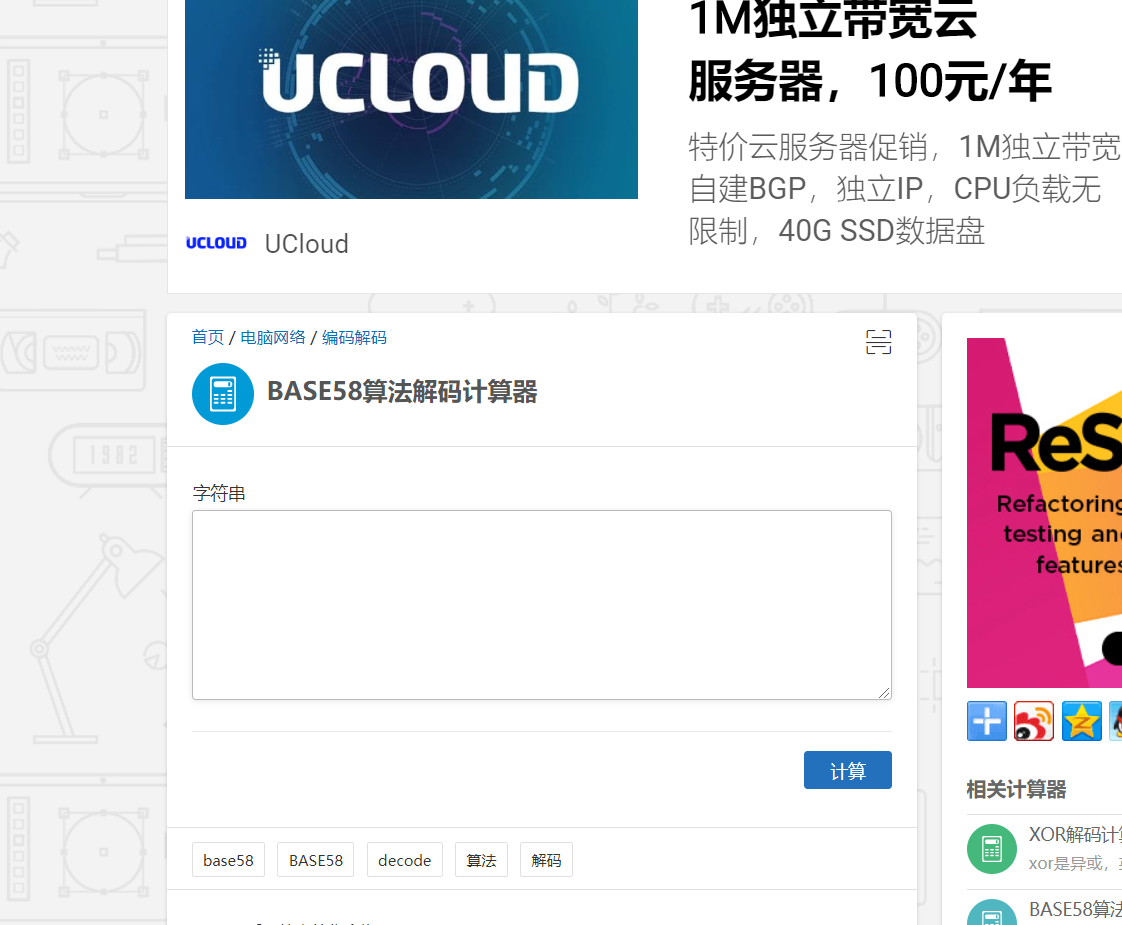 1M独立带宽云
服务器，100元/年
UCLOUD
特价云服务器促销，1M独立带宽
自建BGP，独立IP，CPU负载无
限制，40G SSD数据盘
UCLOUD UCloud
首页 / 电脑网络 / 编码解码
BASE58算法解码计算器
字符串
计算
base58 BASE58 decode 算法 解码
ReS
Refactoring
testing an
features
相关计算器
XOR解码计
xor是异或，
BASE58算法
1982